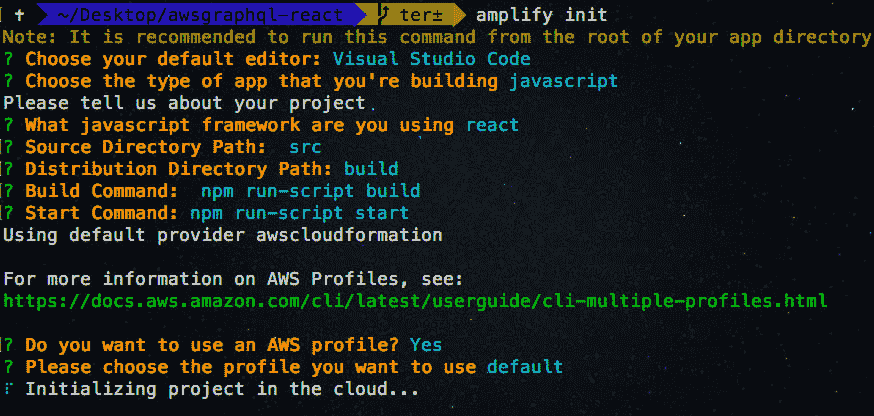 ~/Desktop/awsgraphql-react ter± amplify init
Note: It is recommended to run this command from the root of your app directory
? Choose your default editor: Visual Studio Code
? Choose the type of app that you're building javascript
Please tell us about your project
? What javascript framework are you using react
? Source Directory Path:  src
? Distribution Directory Path: build
? Build Command:  npm run-script build
? Start Command: npm run-script start
Using default provider awscloudformation
For more information on AWS Profiles, see:
https://docs.aws.amazon.com/cli/latest/userguide/cli-multiple-profiles.html
? Do you want to use an AWS profile? Yes
? Please choose the profile you want to use default
Initializing project in the cloud...